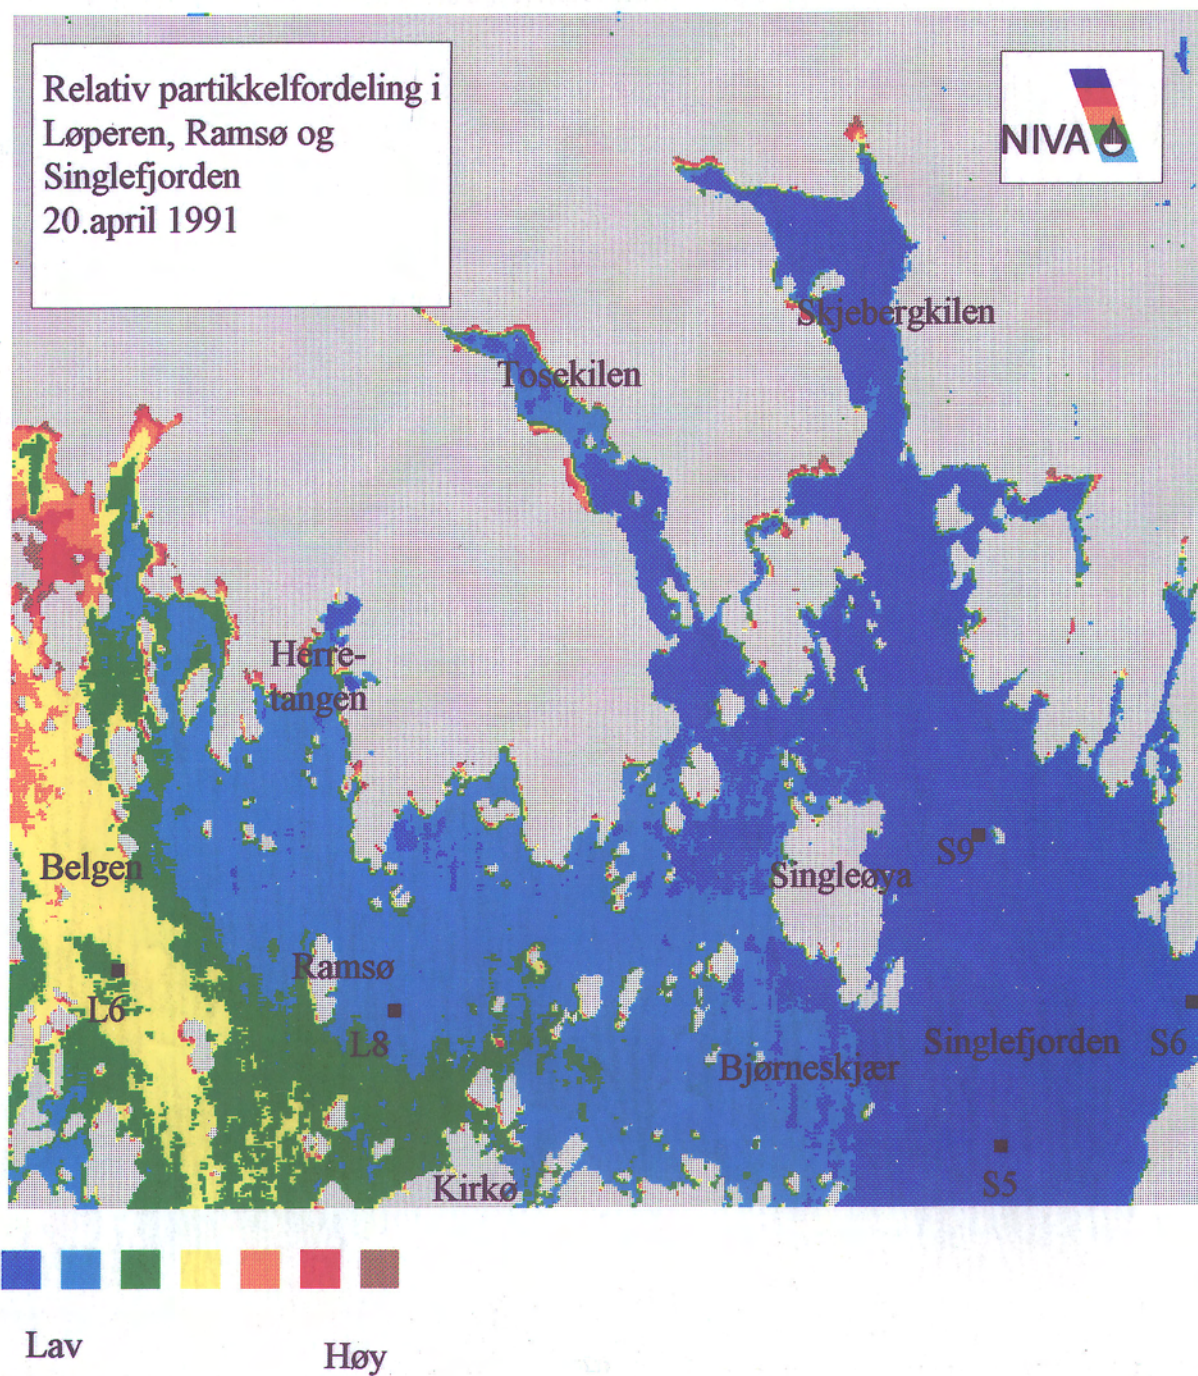 Relativ partikkelfordeling i
Løperen, Ramsø og
Singlefjorden
20.april 1991
NIVA
Skjebergkilen
Tosekilen
Herre-
tangen
S9
Belgen
Singleøya
Ramsø
L6
L8
Singlefjorden
S6
Bjørneskjær
Kirkø
S5
Lav
Høy